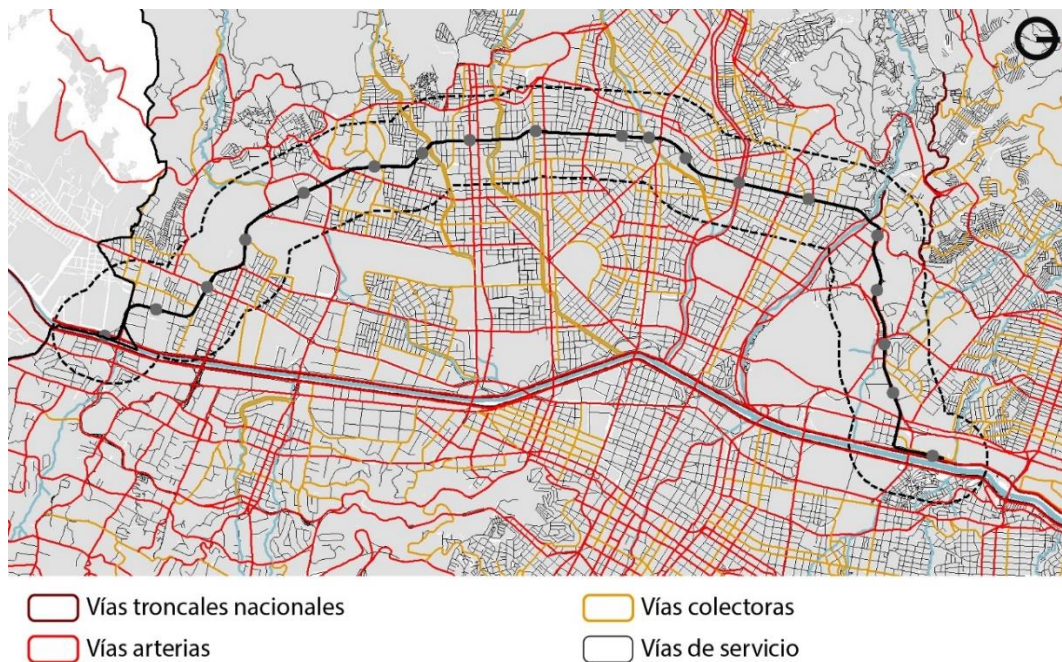 Vías troncales nacionales
Vías colectoras
Vías arterias
Vías de servicio